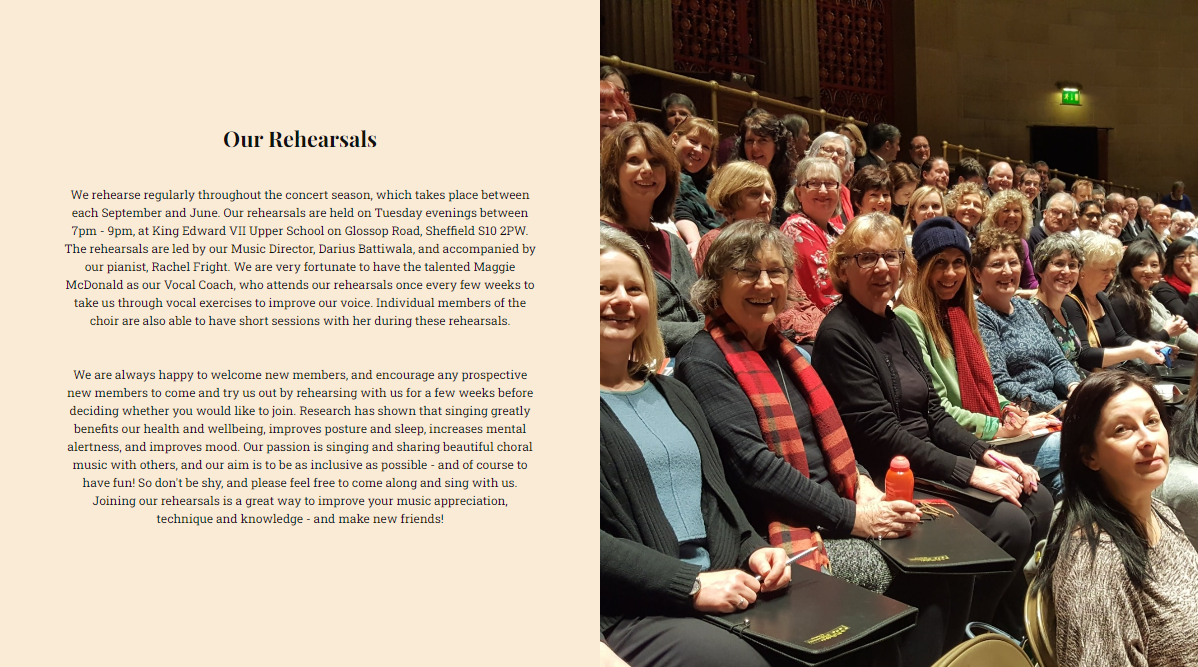 Our Rehearsals
We rehearse regularly throughout the concert season, which takes place between
each September and June. Our rehearsals are held on Tuesday evenings between
7pm - 9pm, at King Edward VII Upper School on Glossop Road, Sheffield S10 2PW.
The rehearsals are led by our Music Director, Darius Battiwala, and accompanied by
our pianist, Rachel Fright. We are very fortunate to have the talented Maggie
McDonald as our Vocal Coach, who attends our rehearsals once every few weeks to
take us through vocal exercises to improve our voice. Individual members of the
choir are also able to have short sessions with her during these rehearsals.
We are always happy to welcome new members, and encourage any prospective
new members to come and try us out by rehearsing with us for a few weeks before
deciding whether you would like to join. Research has shown that singing greatly
benefits our health and wellbeing, improves posture and sleep, increases mental
alertness, and improves mood. Our passion is singing and sharing beautiful choral
music with others, and our aim is to be as inclusive as possible - and of course to
have fun! So don't be shy, and please feel free to come along and sing with us.
Joining our rehearsals is a great way to improve your music appreciation,
technique and knowledge - and make new friends!